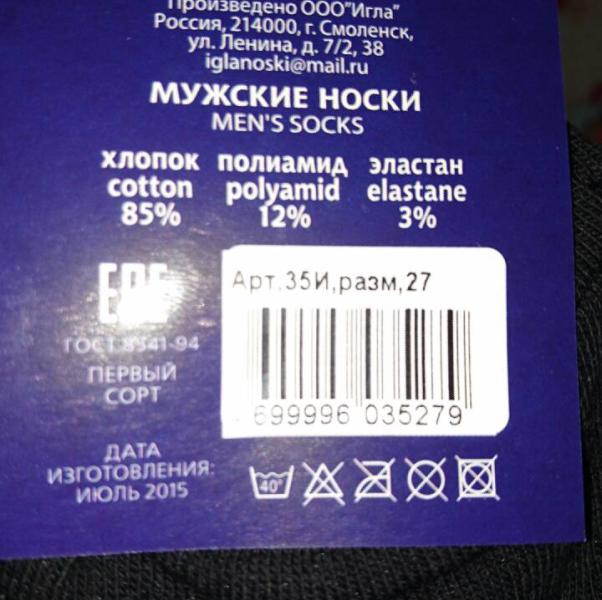 Произведено ООО"Игла"
Россия, 214000, г. Смоленск,
ул. Ленина, д. 7/2, 38
iglanoski@mail.ru
МУЖСКИЕ НОСКИ
MEN'S SOCKS
хлопок полиамид эластан
cotton polyamid elastane
85% 12% 3%
ЕАС
Арт,35И,разм,27
ГОСТ 8541-94
ПЕРВЫЙ
СОРТ
699996 035279
ДАТА
ИЗГОТОВЛЕНИЯ:
ИЮЛЬ 2015
40°